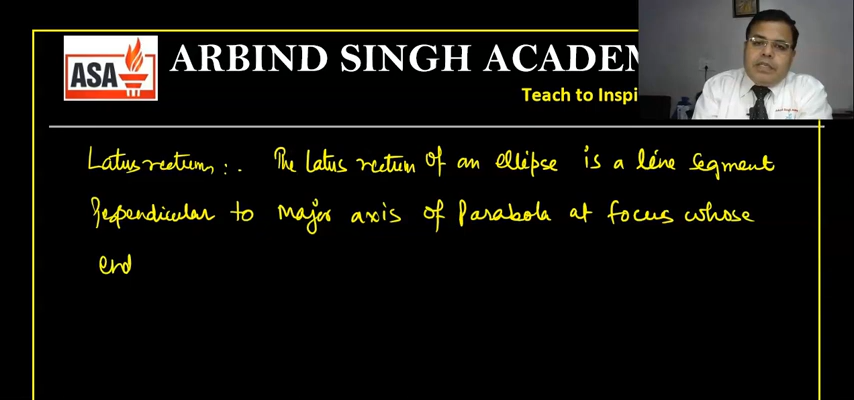 ASA
ARBIND SINGH ACADEM
Teach to Inspi
Latus rectum:. The Latus rectum of an ellipse is a line segment
Perpendicular to major axis of Parabola at focus whose
end